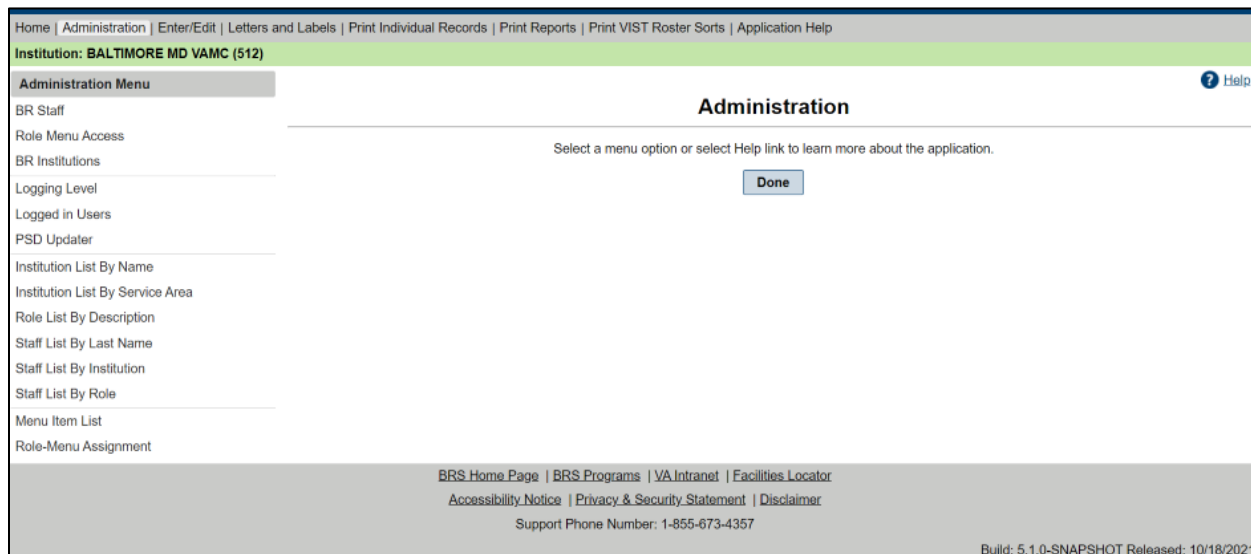 Home | Administration | Enter/Edit | Letters and Labels | Print Individual Records | Print Reports | Print VIST Roster Sorts | Application Help
Institution: BALTIMORE MD VAMC (512)
Administration Menu
BR Staff
Role Menu Access
BR Institutions
Logging Level
Logged in Users
PSD Updater
Institution List By Name
Institution List By Service Area
Role List By Description
Staff List By Last Name
Staff List By Institution
Staff List By Role
Menu Item List
Role-Menu Assignment
? Help
Administration
Select a menu option or select Help link to learn more about the application.
Done
BRS Home Page | BRS Programs | VA Intranet | Facilities Locator
Accessibility Notice | Privacy & Security Statement | Disclaimer
Support Phone Number: 1-855-673-4357
Build: 5.1.0-SNAPSHOT Released: 10/18/2021